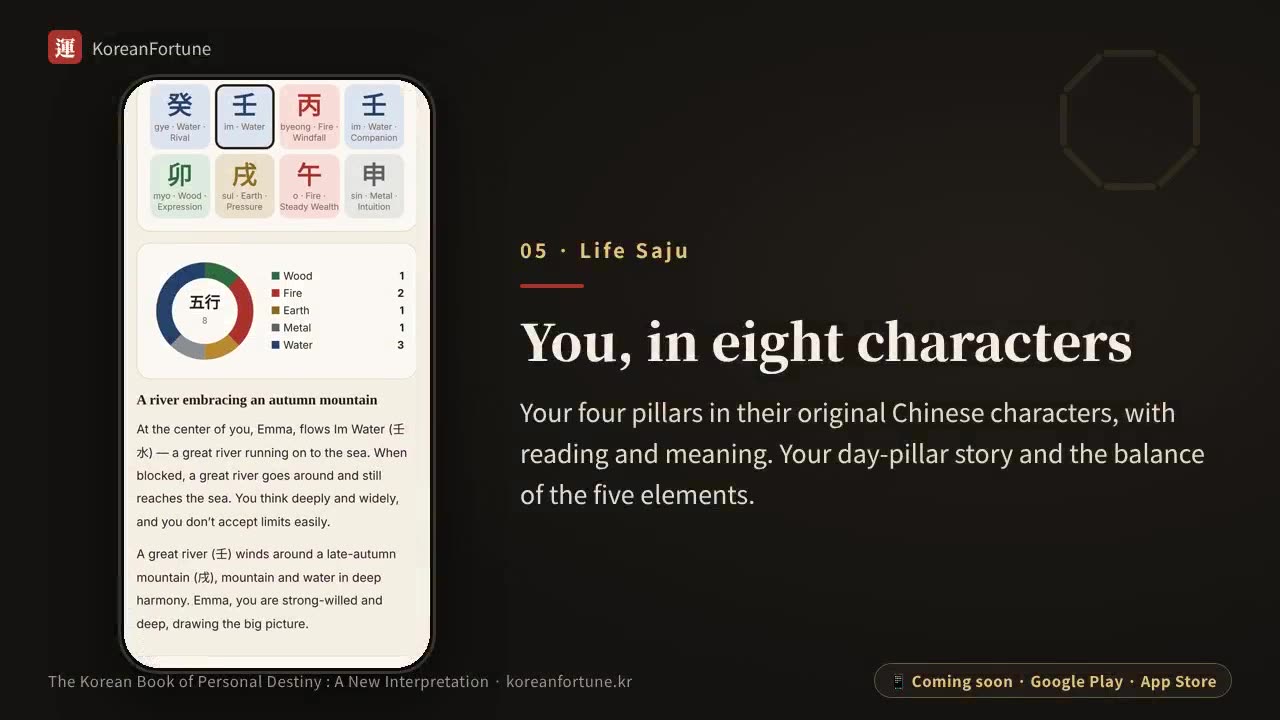 運 KoreanFortune
癸 壬 丙 壬
gye · Water · im · Water byeong · Fire · im · Water ·
Rival Windfall Companion
卯 戌 午 申
myo · Wood · sul · Earth · o · Fire · sin · Metal ·
Expression Pressure Steady Wealth Intuition
五行
8
Wood 1
Fire 2
Earth 1
Metal 1
Water 3
A river embracing an autumn mountain
At the center of you, Emma, flows Im Water (壬
水) — a great river running on to the sea. When
blocked, a great river goes around and still
reaches the sea. You think deeply and widely,
and you don’t accept limits easily.
A great river (壬) winds around a late-autumn
mountain (戌), mountain and water in deep
harmony. Emma, you are strong-willed and
deep, drawing the big picture.
05 · Life Saju
You, in eight characters
Your four pillars in their original Chinese characters, with
reading and meaning. Your day-pillar story and the balance
of the five elements.
The Korean Book of Personal Destiny : A New Interpretation · koreanfortune.kr
Coming soon · Google Play · App Store